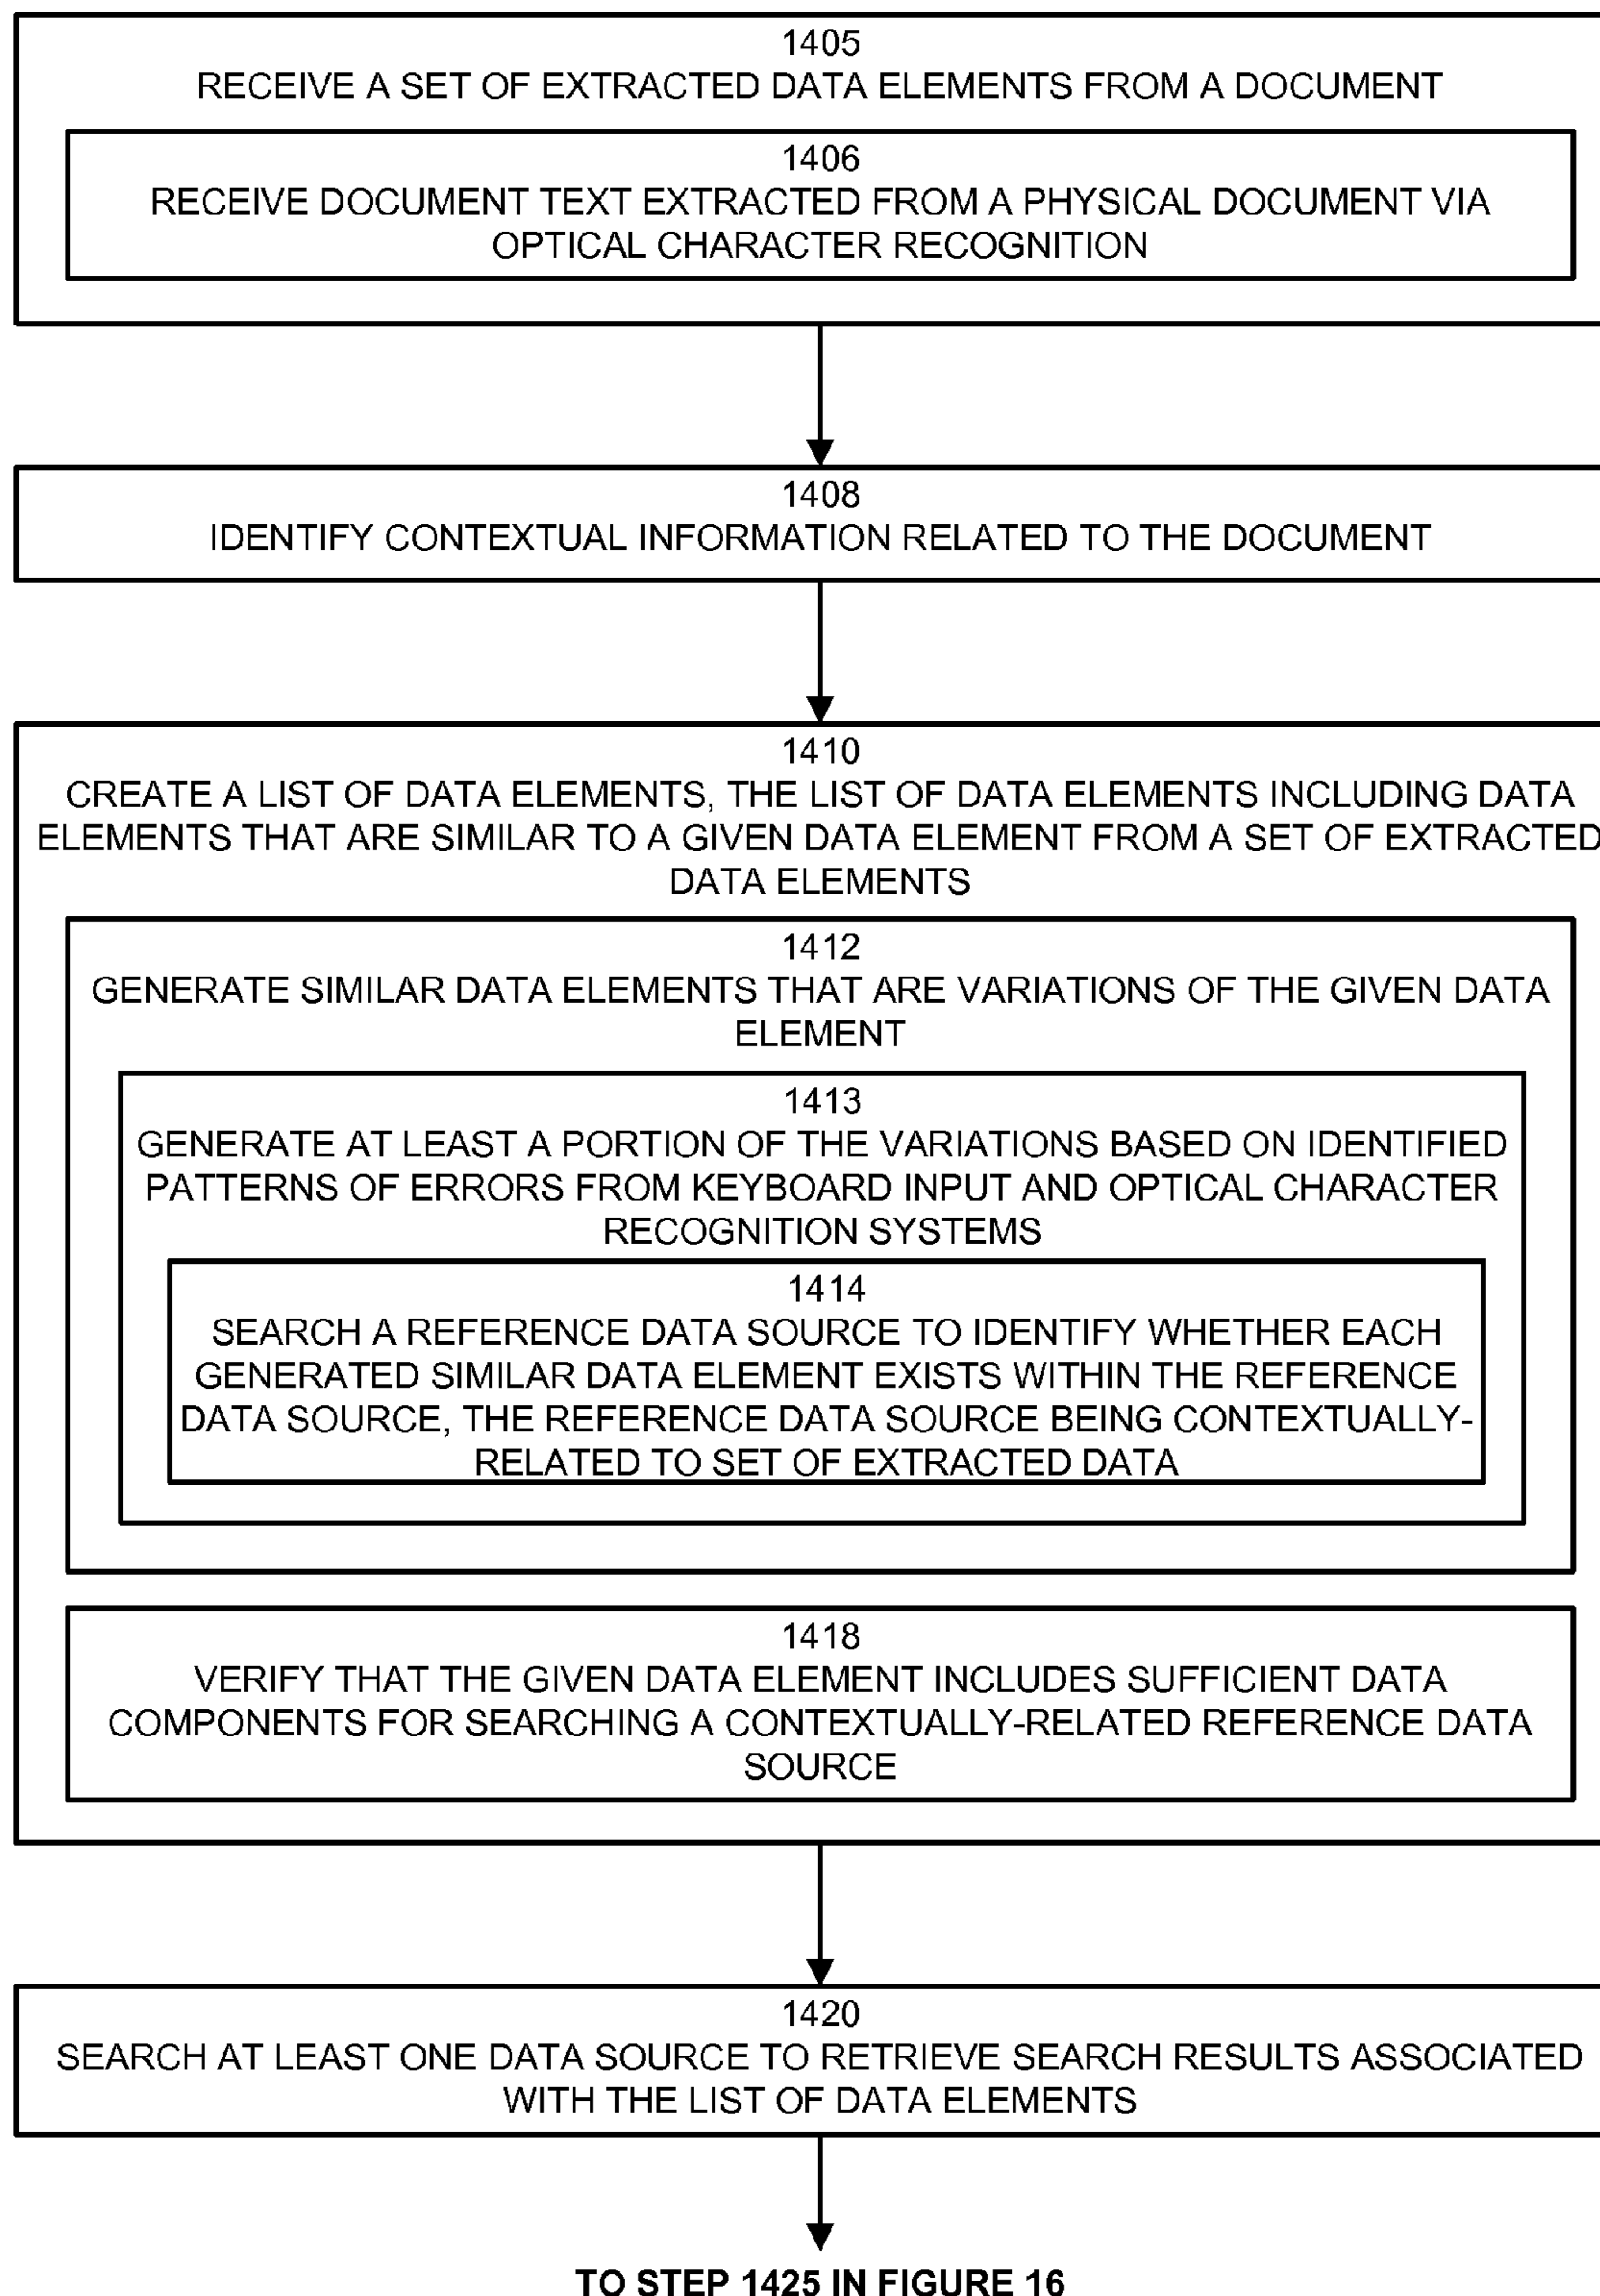 1405
RECEIVE A SET OF EXTRACTED DATA ELEMENTS FROM A DOCUMENT
1406
RECEIVE DOCUMENT TEXT EXTRACTED FROM A PHYSICAL DOCUMENT VIA
OPTICAL CHARACTER RECOGNITION
1408
IDENTIFY CONTEXTUAL INFORMATION RELATED TO THE DOCUMENT
1410
CREATE A LIST OF DATA ELEMENTS, THE LIST OF DATA ELEMENTS INCLUDING DATA
ELEMENTS THAT ARE SIMILAR TO A GIVEN DATA ELEMENT FROM A SET OF EXTRACTED
DATA ELEMENTS
1412
GENERATE SIMILAR DATA ELEMENTS THAT ARE VARIATIONS OF THE GIVEN DATA
ELEMENT
1413
GENERATE AT LEAST A PORTION OF THE VARIATIONS BASED ON IDENTIFIED
PATTERNS OF ERRORS FROM KEYBOARD INPUT AND OPTICAL CHARACTER
RECOGNITION SYSTEMS
1414
SEARCH A REFERENCE DATA SOURCE TO IDENTIFY WHETHER EACH
GENERATED SIMILAR DATA ELEMENT EXISTS WITHIN THE REFERENCE
DATA SOURCE, THE REFERENCE DATA SOURCE BEING CONTEXTUALLY-
RELATED TO SET OF EXTRACTED DATA
1418
VERIFY THAT THE GIVEN DATA ELEMENT INCLUDES SUFFICIENT DATA
COMPONENTS FOR SEARCHING A CONTEXTUALLY-RELATED REFERENCE DATA
SOURCE
1420
SEARCH AT LEAST ONE DATA SOURCE TO RETRIEVE SEARCH RESULTS ASSOCIATED
WITH THE LIST OF DATA ELEMENTS
TO STEP 1425 IN FIGURE 16